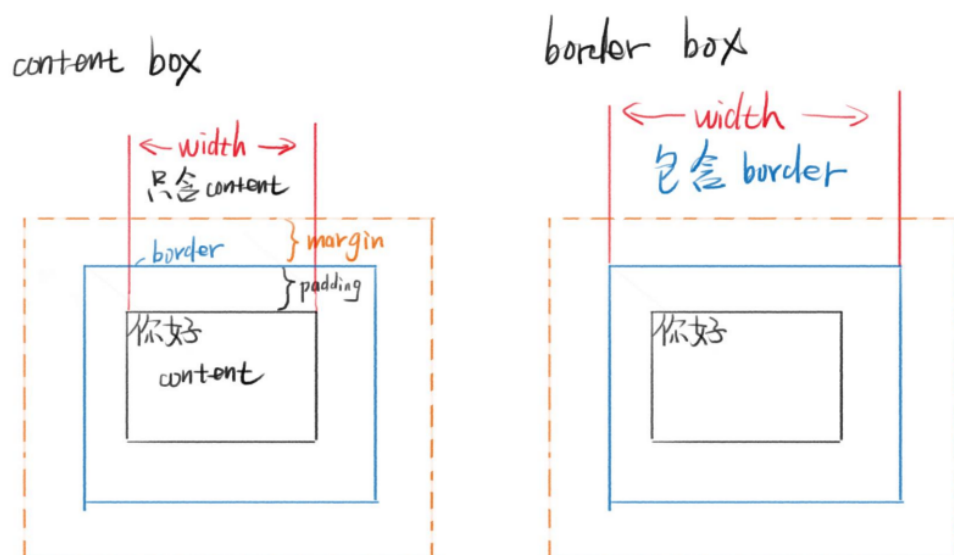 content box
width
只含content
border
margin
padding
你好
content
border box
width
包含 border
你好